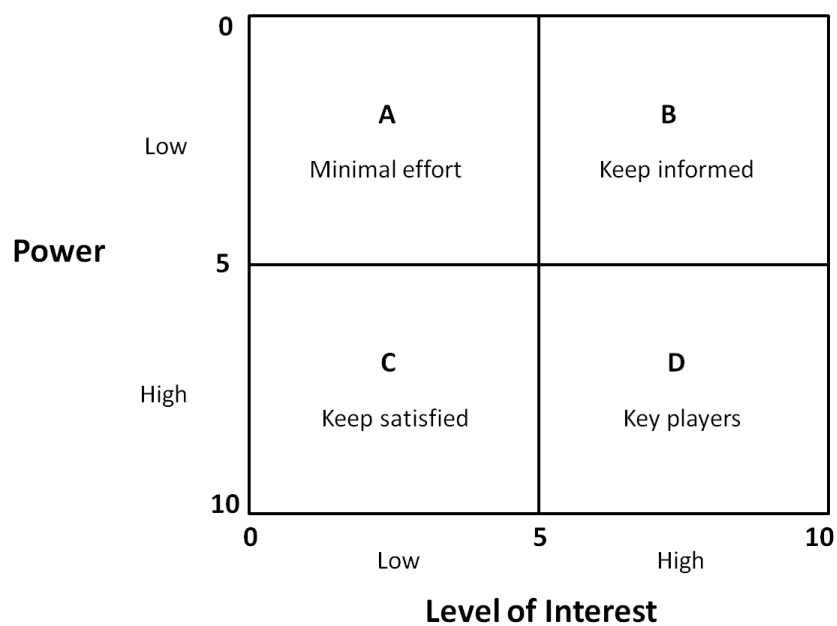 0
A
B
Low
Minimal effort
Keep informed
Power
5
C
D
High
Keep satisfied
Key players
10
0
5
10
Low
High
Level of Interest